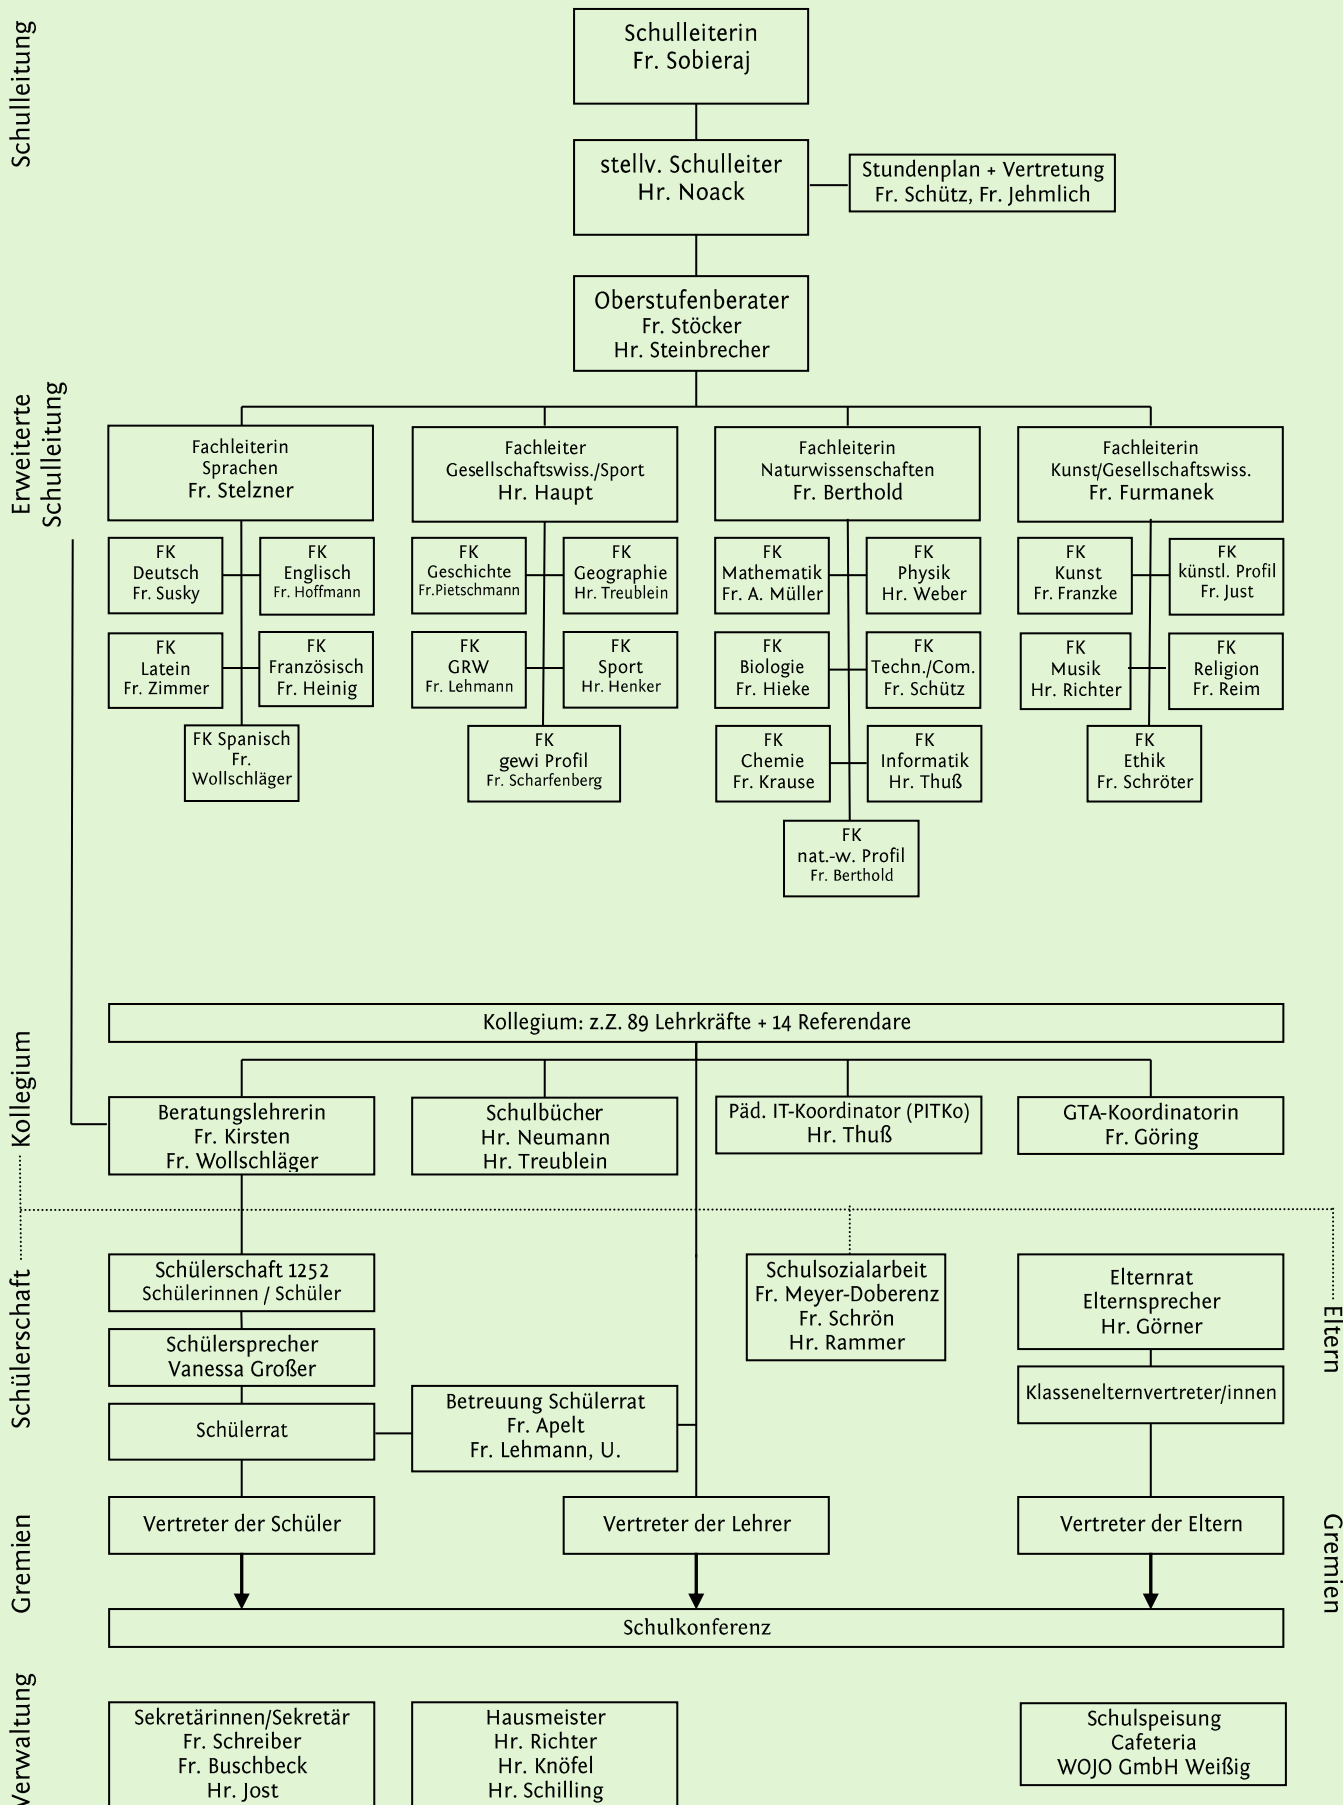 Schulleitung
Schulleiterin
Fr. Sobieraj
stellv. Schulleiter
Hr. Noack
Stundenplan + Vertretung
Fr. Schütz, Fr. Jehmlich
Oberstufenberater
Fr. Stöcker
Hr. Steinbrecher
Erweiterte
Schulleitung
Fachleiterin
Sprachen
Fr. Stelzner
Fachleiter
Gesellschaftswiss./Sport
Hr. Haupt
Fachleiterin
Naturwissenschaften
Fr. Berthold
Fachleiterin
Kunst/Gesellschaftswiss.
Fr. Furmanek
FK
Deutsch
Fr. Susky
FK
Englisch
Fr. Hoffmann
FK
Geschichte
Fr.Pietschmann
FK
Geographie
Hr. Treublein
FK
Mathematik
Fr. A. Müller
FK
Physik
Hr. Weber
FK
Kunst
Fr. Franzke
FK
künstl. Profil
Fr. Just
FK
Latein
Fr. Zimmer
FK
Französisch
Fr. Heinig
FK
GRW
Fr. Lehmann
FK
Sport
Hr. Henker
FK
Biologie
Fr. Hieke
FK
Techn./Com.
Fr. Schütz
FK
Musik
Hr. Richter
FK
Religion
Fr. Reim
FK Spanisch
Fr.
Wollschläger
FK
gewi Profil
Fr. Scharfenberg
FK
Chemie
Fr. Krause
FK
Informatik
Hr. Thuß
FK
Ethik
Fr. Schröter
FK
nat.-w. Profil
Fr. Berthold
Kollegium
Kollegium: z.Z. 89 Lehrkräfte + 14 Referendare
Beratungslehrerin
Fr. Kirsten
Fr. Wollschläger
Schulbücher
Hr. Neumann
Hr. Treublein
Päd. IT-Koordinator (PITKo)
Hr. Thuß
GTA-Koordinatorin
Fr. Göring
Schülerschaft
Schülerschaft 1252
Schülerinnen / Schüler
Schülersprecher
Vanessa Großer
Schülerrat
Betreuung Schülerrat
Fr. Apelt
Fr. Lehmann, U.
Schulsozialarbeit
Fr. Meyer-Doberenz
Fr. Schrön
Hr. Rammer
Elternrat
Elternsprecher
Hr. Görner
Klassenelternvertreter/innen
Eltern
Gremien
Vertreter der Schüler
Vertreter der Lehrer
Vertreter der Eltern
Gremien
Schulkonferenz
Verwaltung
Sekretärinnen/Sekretär
Fr. Schreiber
Fr. Buschbeck
Hr. Jost
Hausmeister
Hr. Richter
Hr. Knöfel
Hr. Schilling
Schulspeisung
Cafeteria
WOJO GmbH Weißig